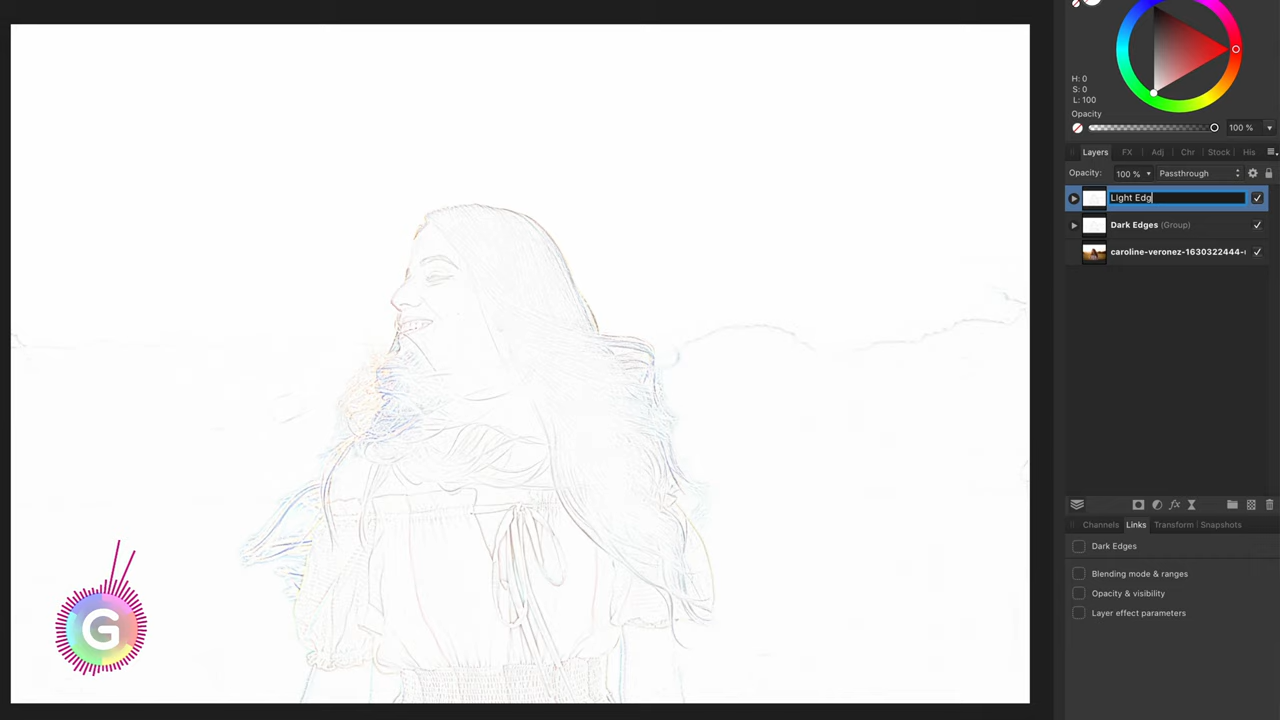 H: 0
S: 0
L: 100
Opacity
100 %
Layers FX Adj Chr Stock His
Opacity: 100 % Passthrough
LIght Edg
Dark Edges (Group)
caroline-veronez-1630322444-
Channels Links Transform Snapshots
Dark Edges
Blending mode & ranges
Opacity & visibility
Layer effect parameters
G